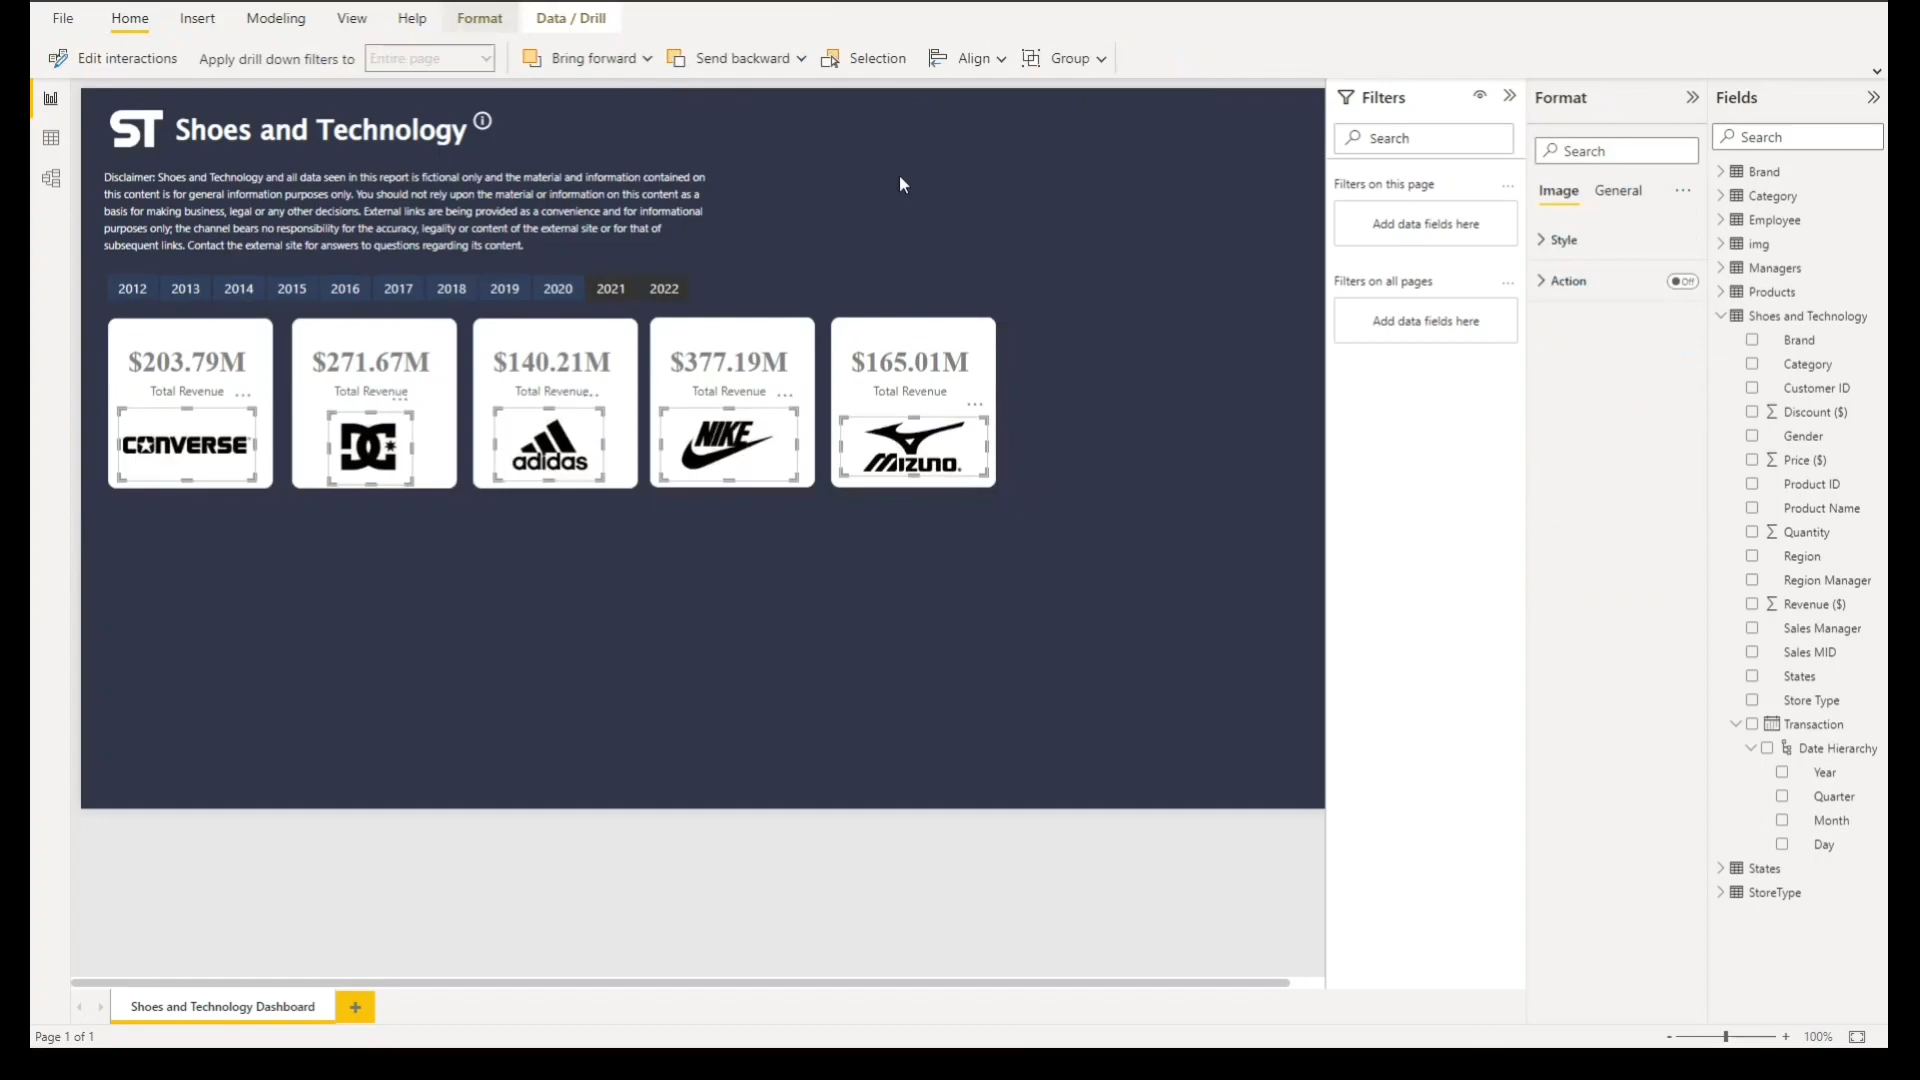 File Home Insert Modeling View Help Format Data / Drill
Edit interactions Apply drill down filters to Entire page Bring forward Send backward Selection Align Group
ST Shoes and Technology
Disclaimer: Shoes and Technology and all data seen in this report is fictional only and the material and information contained on
this content is for general information purposes only. You should not rely upon the material or information on this content as a
basis for making business, legal or any other decisions. External links are being provided as a convenience and for informational
purposes only; the channel bears no responsibility for the accuracy, legality or content of the external site or for that of
subsequent links. Contact the external site for answers to questions regarding its content.
2012 2013 2014 2015 2016 2017 2018 2019 2020 2021 2022
$203.79M $271.67M $140.21M $377.19M $165.01M
Total Revenue Total Revenue Total Revenue Total Revenue Total Revenue
CONVERSE DC adidas NIKE MIZUNO
Filters
Search
Filters on this page
Add data fields here
Filters on all pages
Add data fields here
Format
Search
Image General
Style
Action Off
Fields
Search
Brand
Category
Employee
img
Managers
Products
Shoes and Technology
Brand
Category
Customer ID
Discount ($)
Gender
Price ($)
Product ID
Product Name
Quantity
Region
Region Manager
Revenue ($)
Sales Manager
Sales MID
States
Store Type
Transaction
Date Hierarchy
Year
Quarter
Month
Day
States
StoreType
Shoes and Technology Dashboard +
Page 1 of 1
- + 100%